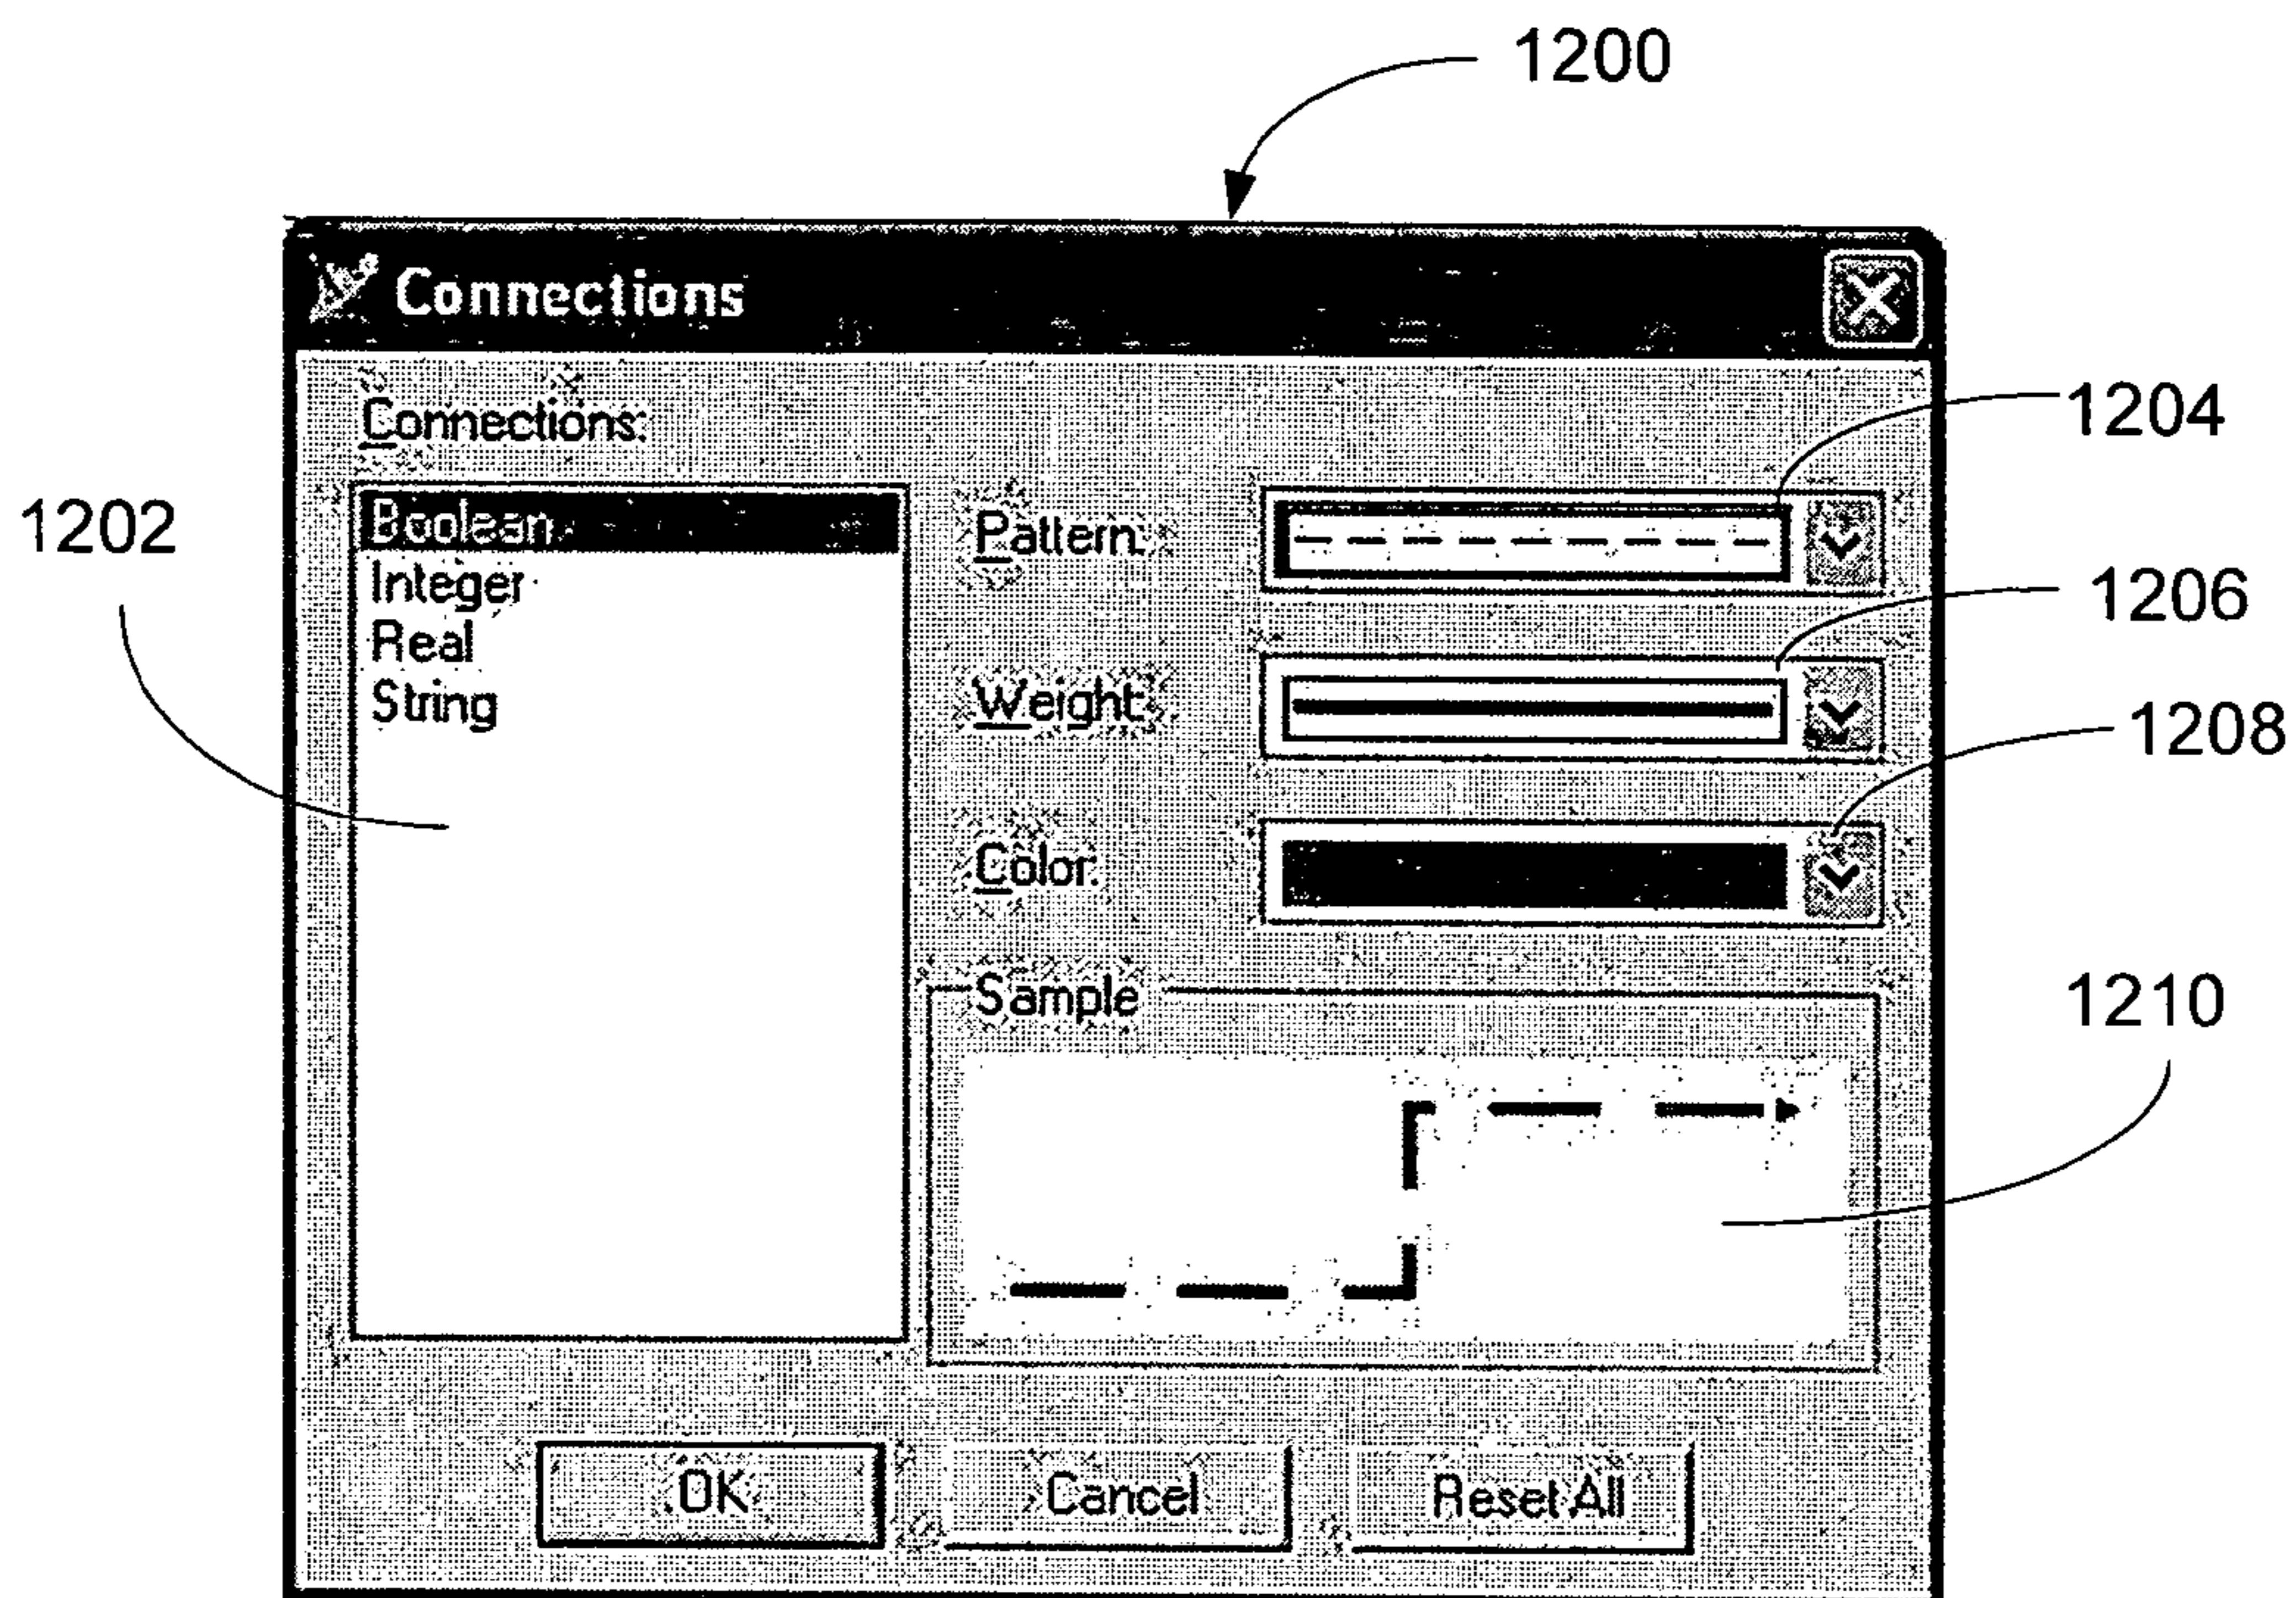 1200
Connections
Connections:
1204
1202
Boolean
Pattern:
Integer
1206
Real
String
Weight:
1208
Color:
Sample
1210
OK
Cancel
Reset All